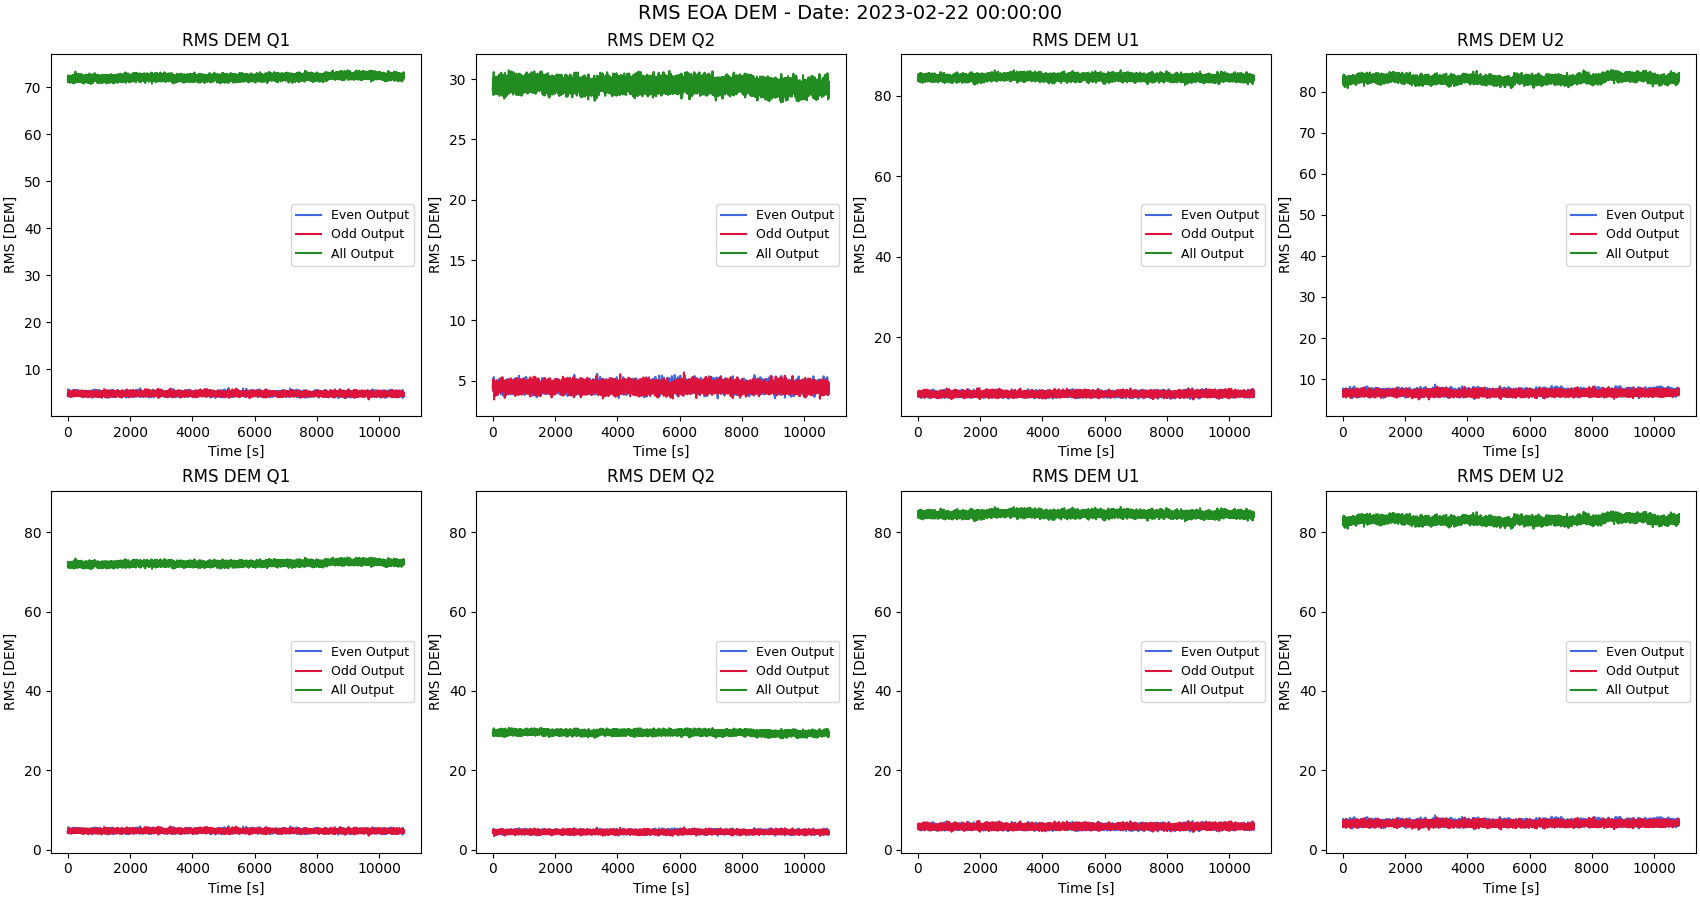 RMS EOA DEM - Date: 2023-02-22 00:00:00
RMS DEM Q1
70
60
50
40
30
20
10
RMS [DEM]
Even Output
Odd Output
All Output
0 2000 4000 6000 8000 10000
Time [s]
RMS DEM Q2
30
25
20
15
10
5
RMS [DEM]
Even Output
Odd Output
All Output
0 2000 4000 6000 8000 10000
Time [s]
RMS DEM U1
80
60
40
20
RMS [DEM]
Even Output
Odd Output
All Output
0 2000 4000 6000 8000 10000
Time [s]
RMS DEM U2
80
70
60
50
40
30
20
10
RMS [DEM]
Even Output
Odd Output
All Output
0 2000 4000 6000 8000 10000
Time [s]
RMS DEM Q1
80
60
40
20
0
RMS [DEM]
Even Output
Odd Output
All Output
0 2000 4000 6000 8000 10000
Time [s]
RMS DEM Q2
80
60
40
20
0
RMS [DEM]
Even Output
Odd Output
All Output
0 2000 4000 6000 8000 10000
Time [s]
RMS DEM U1
80
60
40
20
0
RMS [DEM]
Even Output
Odd Output
All Output
0 2000 4000 6000 8000 10000
Time [s]
RMS DEM U2
80
60
40
20
0
RMS [DEM]
Even Output
Odd Output
All Output
0 2000 4000 6000 8000 10000
Time [s]